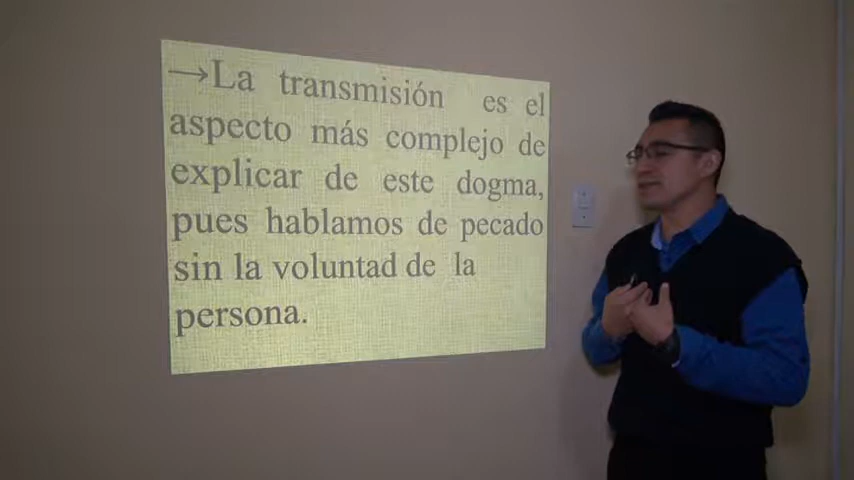 →La transmisión es el
aspecto más complejo de
explicar de este dogma,
pues hablamos de pecado
sin la voluntad de la
persona.